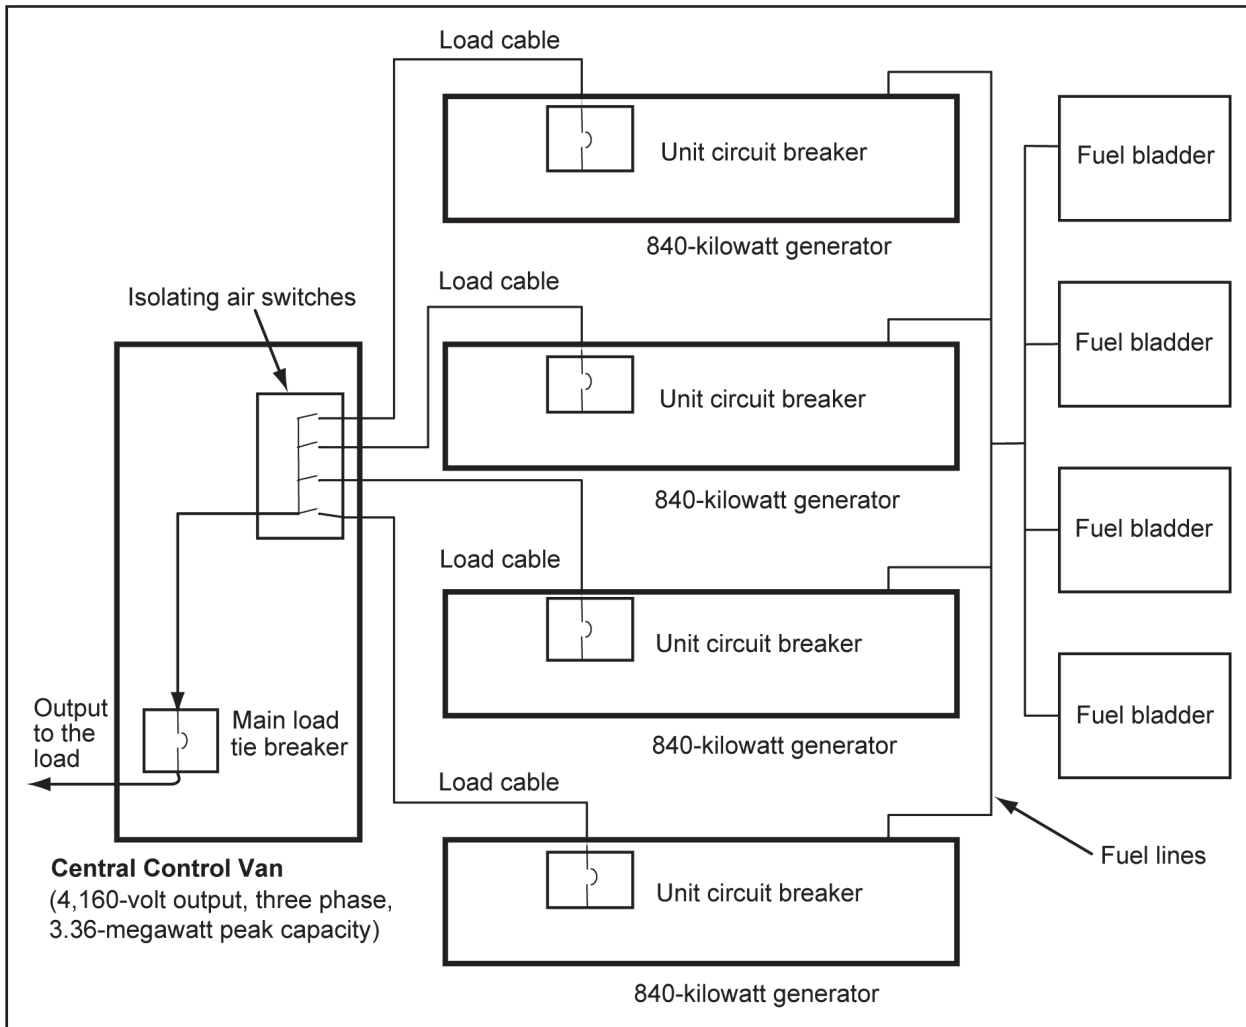 Load cable
Unit circuit breaker
Fuel bladder
840-kilowatt generator
Load cable
Isolating air switches
Fuel bladder
Unit circuit breaker
840-kilowatt generator
Fuel bladder
Load cable
Unit circuit breaker
Output
to the
load
Main load
tie breaker
Fuel bladder
840-kilowatt generator
Load cable
Fuel lines
Central Control Van
(4,160-volt output, three phase,
3.36-megawatt peak capacity)
Unit circuit breaker
840-kilowatt generator